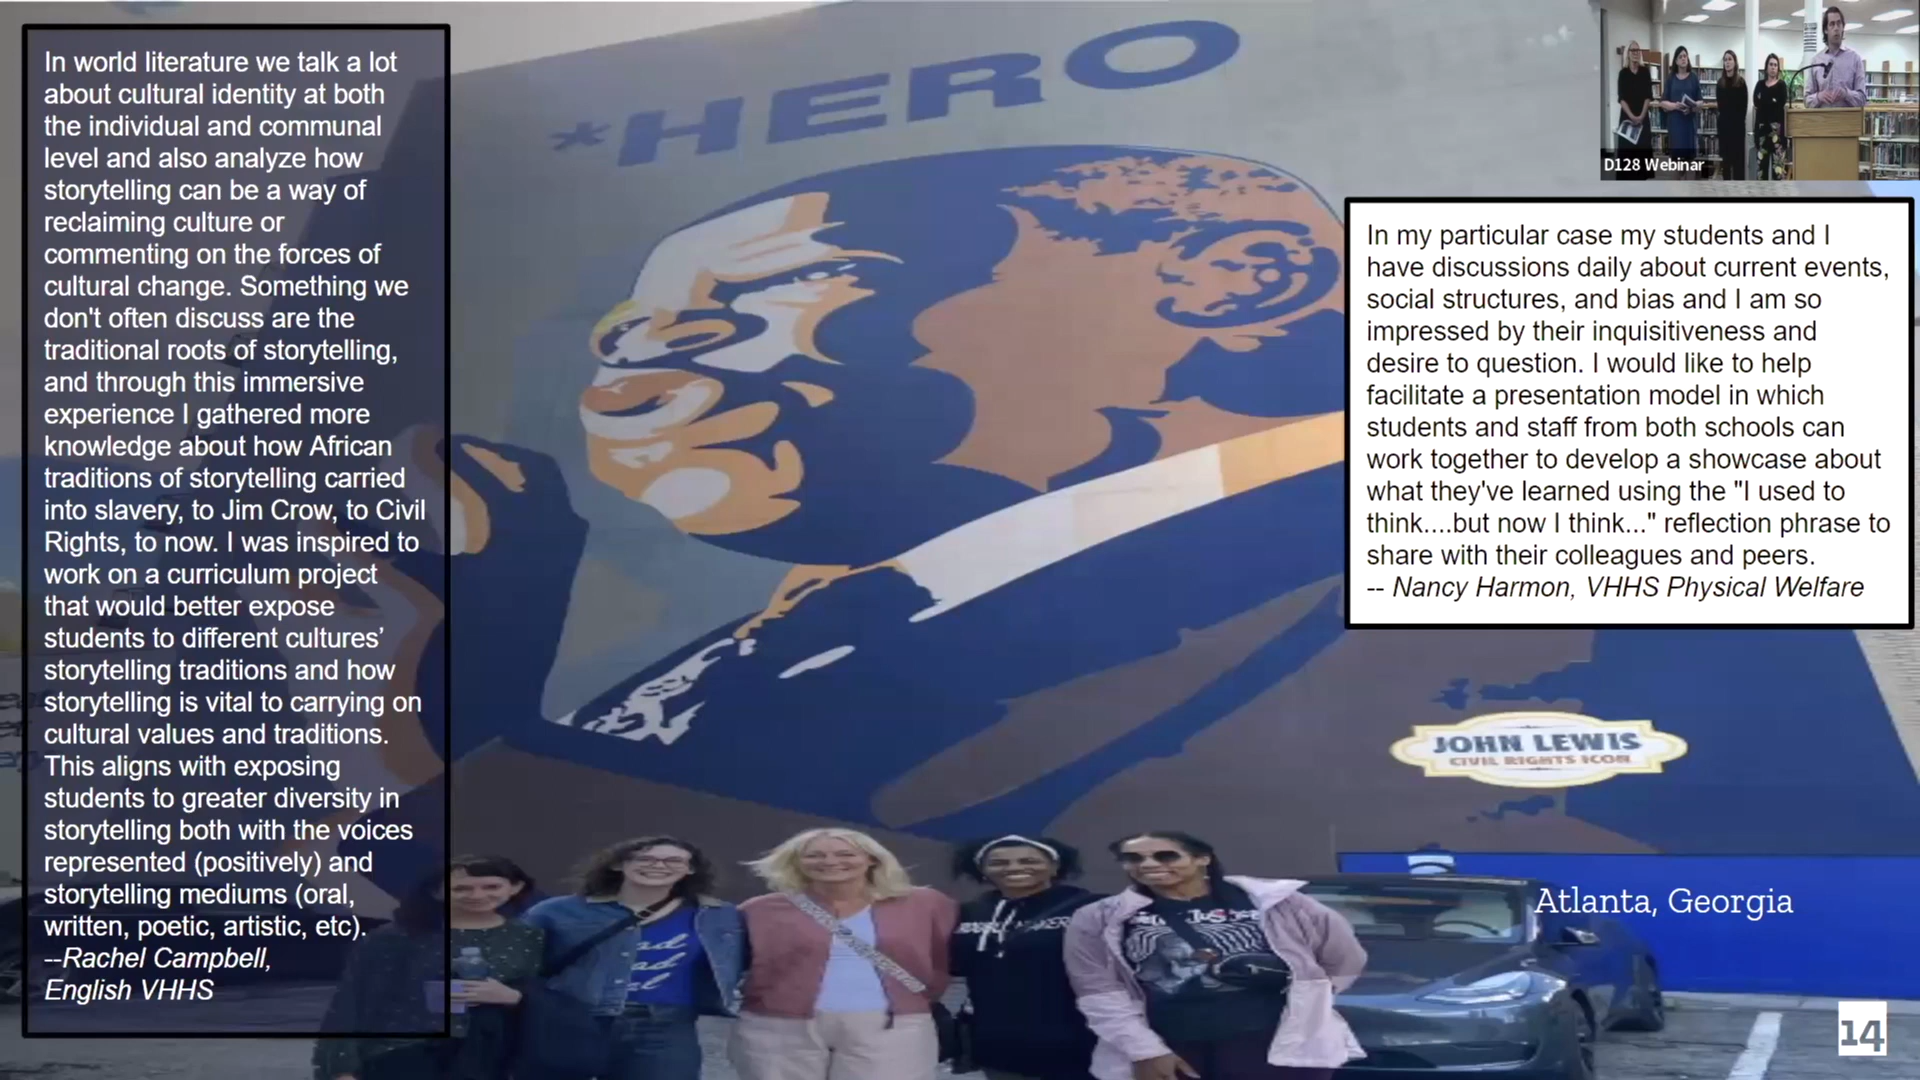 In world literature we talk a lot
about cultural identity at both
the individual and communal
level and also analyze how
storytelling can be a way of
reclaiming culture or
commenting on the forces of
cultural change. Something we
don't often discuss are the
traditional roots of storytelling,
and through this immersive
experience I gathered more
knowledge about how African
traditions of storytelling carried
into slavery, to Jim Crow, to Civil
Rights, to now. I was inspired to
work on a curriculum project
that would better expose
students to different cultures’
storytelling traditions and how
storytelling is vital to carrying on
cultural values and traditions.
This aligns with exposing
students to greater diversity in
storytelling both with the voices
represented (positively) and
storytelling mediums (oral,
written, poetic, artistic, etc).
--Rachel Campbell,
English VHHS
*HERO
D128 Webinar
In my particular case my students and I
have discussions daily about current events,
social structures, and bias and I am so
impressed by their inquisitiveness and
desire to question. I would like to help
facilitate a presentation model in which
students and staff from both schools can
work together to develop a showcase about
what they've learned using the "I used to
think....but now I think..." reflection phrase to
share with their colleagues and peers.
-- Nancy Harmon, VHHS Physical Welfare
JOHN LEWIS
CIVIL RIGHTS ICON
Atlanta, Georgia
14